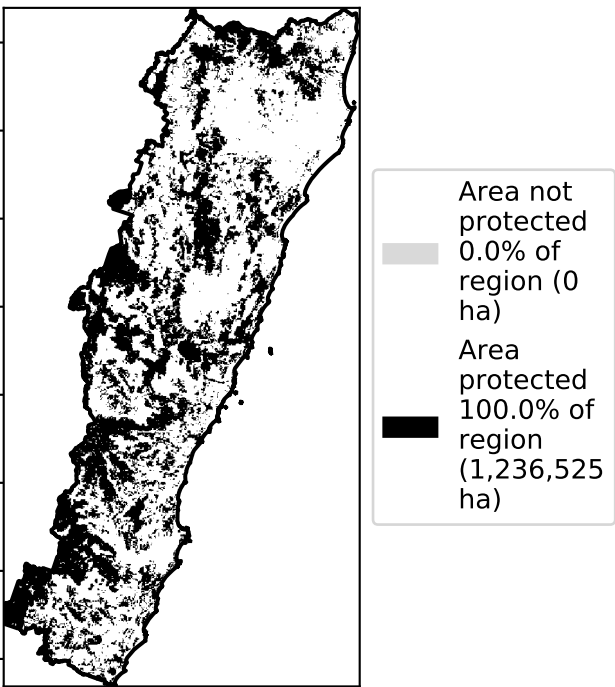 Area not
protected
0.0% of
region (0
ha)
Area
protected
100.0% of
region
(1,236,525
ha)